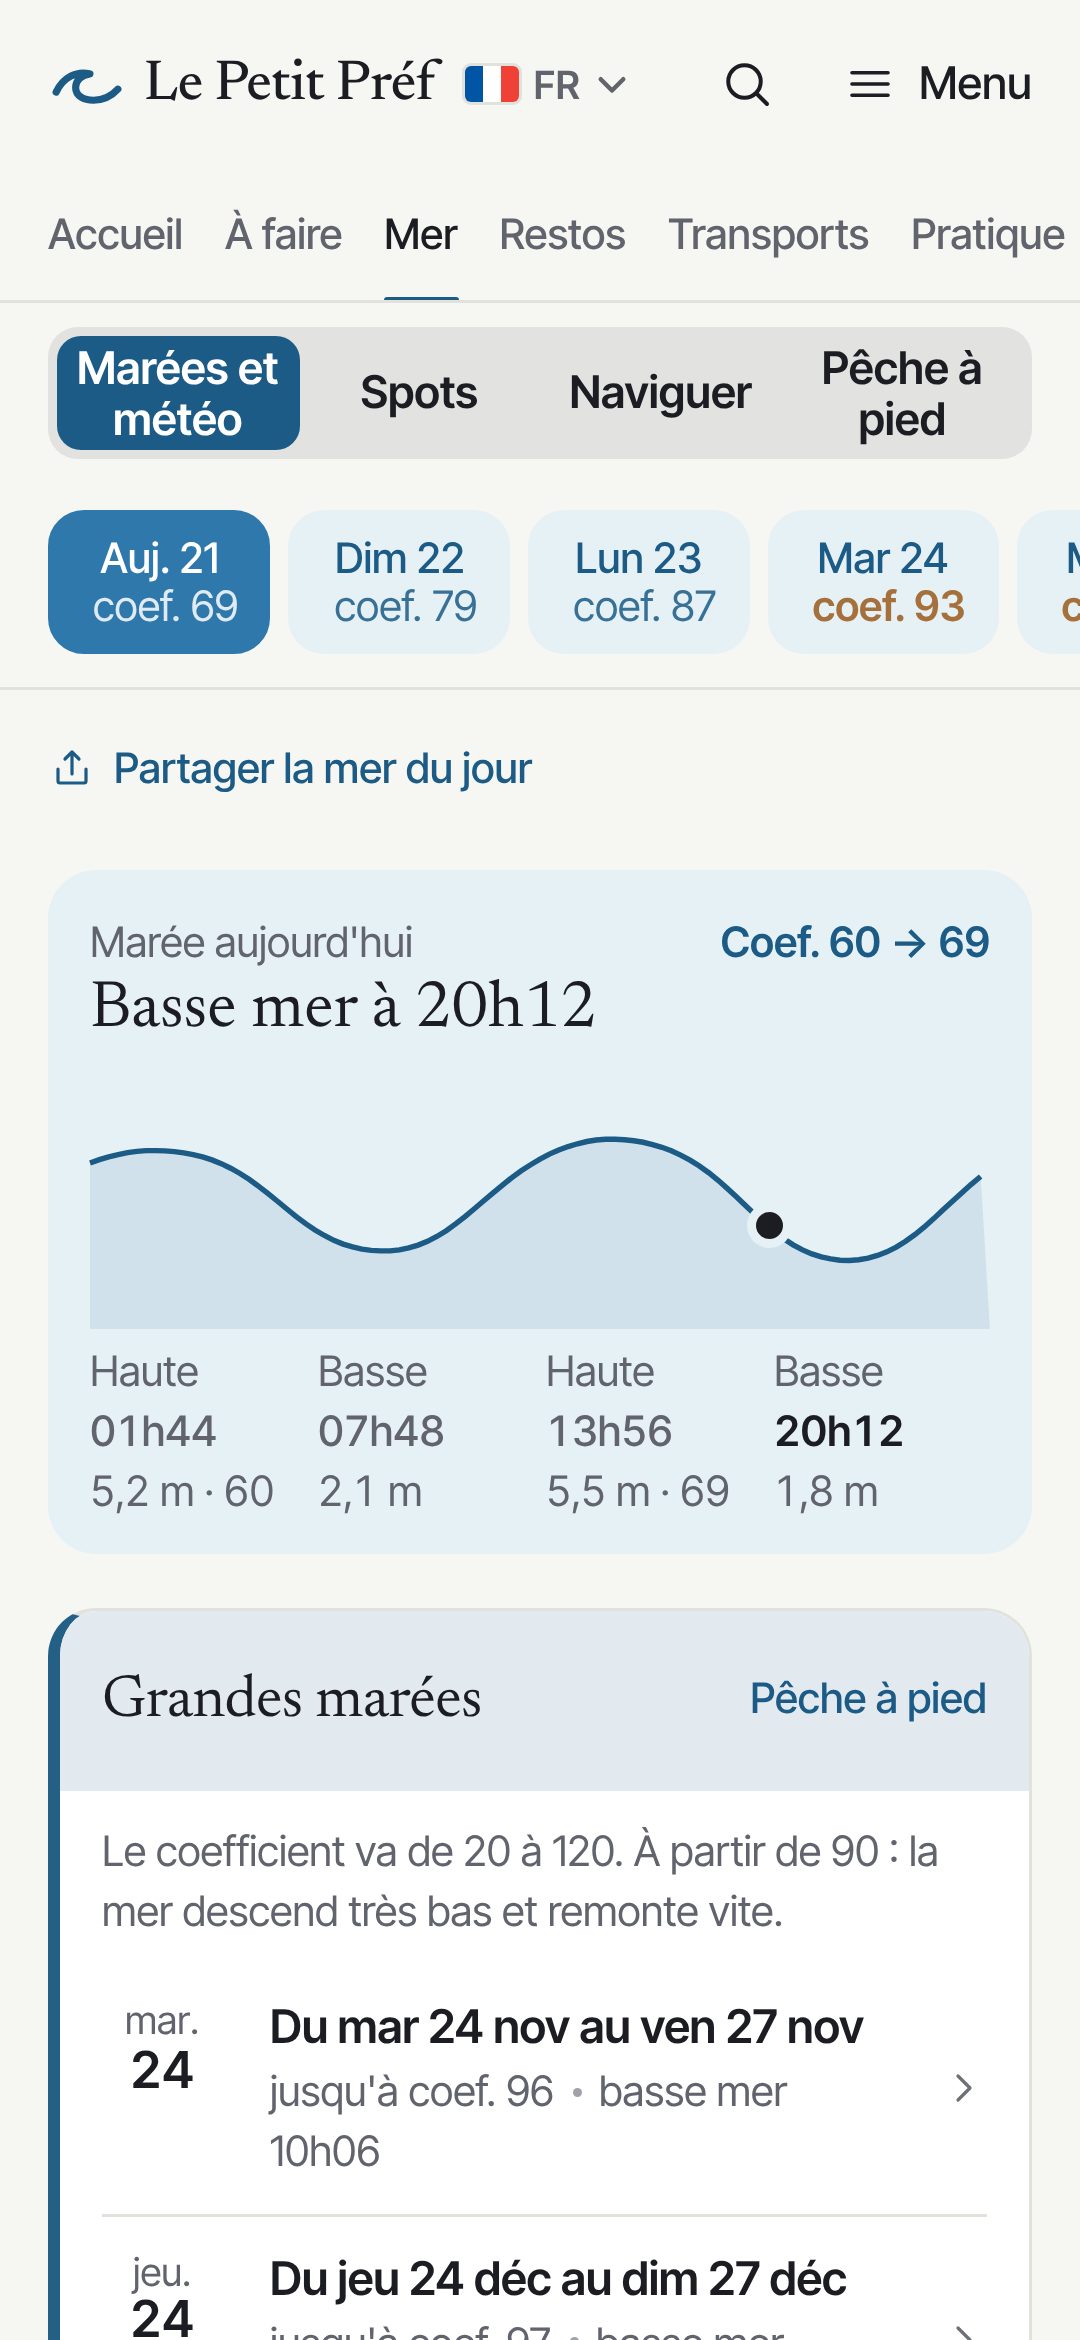 Le Petit Préf FR Menu
Accueil À faire Mer Restos Transports Pratique
Marées et météo
Spots
Naviguer
Pêche à pied
Auj. 21
coef. 69
Dim 22
coef. 79
Lun 23
coef. 87
Mar 24
coef. 93
Partager la mer du jour
Marée aujourd'hui
Coef. 60 → 69
Basse mer à 20h12
Haute Basse Haute Basse
01h44 07h48 13h56 20h12
5,2 m · 60 2,1 m 5,5 m · 69 1,8 m
Grandes marées
Pêche à pied
Le coefficient va de 20 à 120. À partir de 90 : la
mer descend très bas et remonte vite.
mar.
24
Du mar 24 nov au ven 27 nov
jusqu'à coef. 96 • basse mer
10h06
jeu.
24
Du jeu 24 déc au dim 27 déc
jusqu'à coef. 97 • basse mer